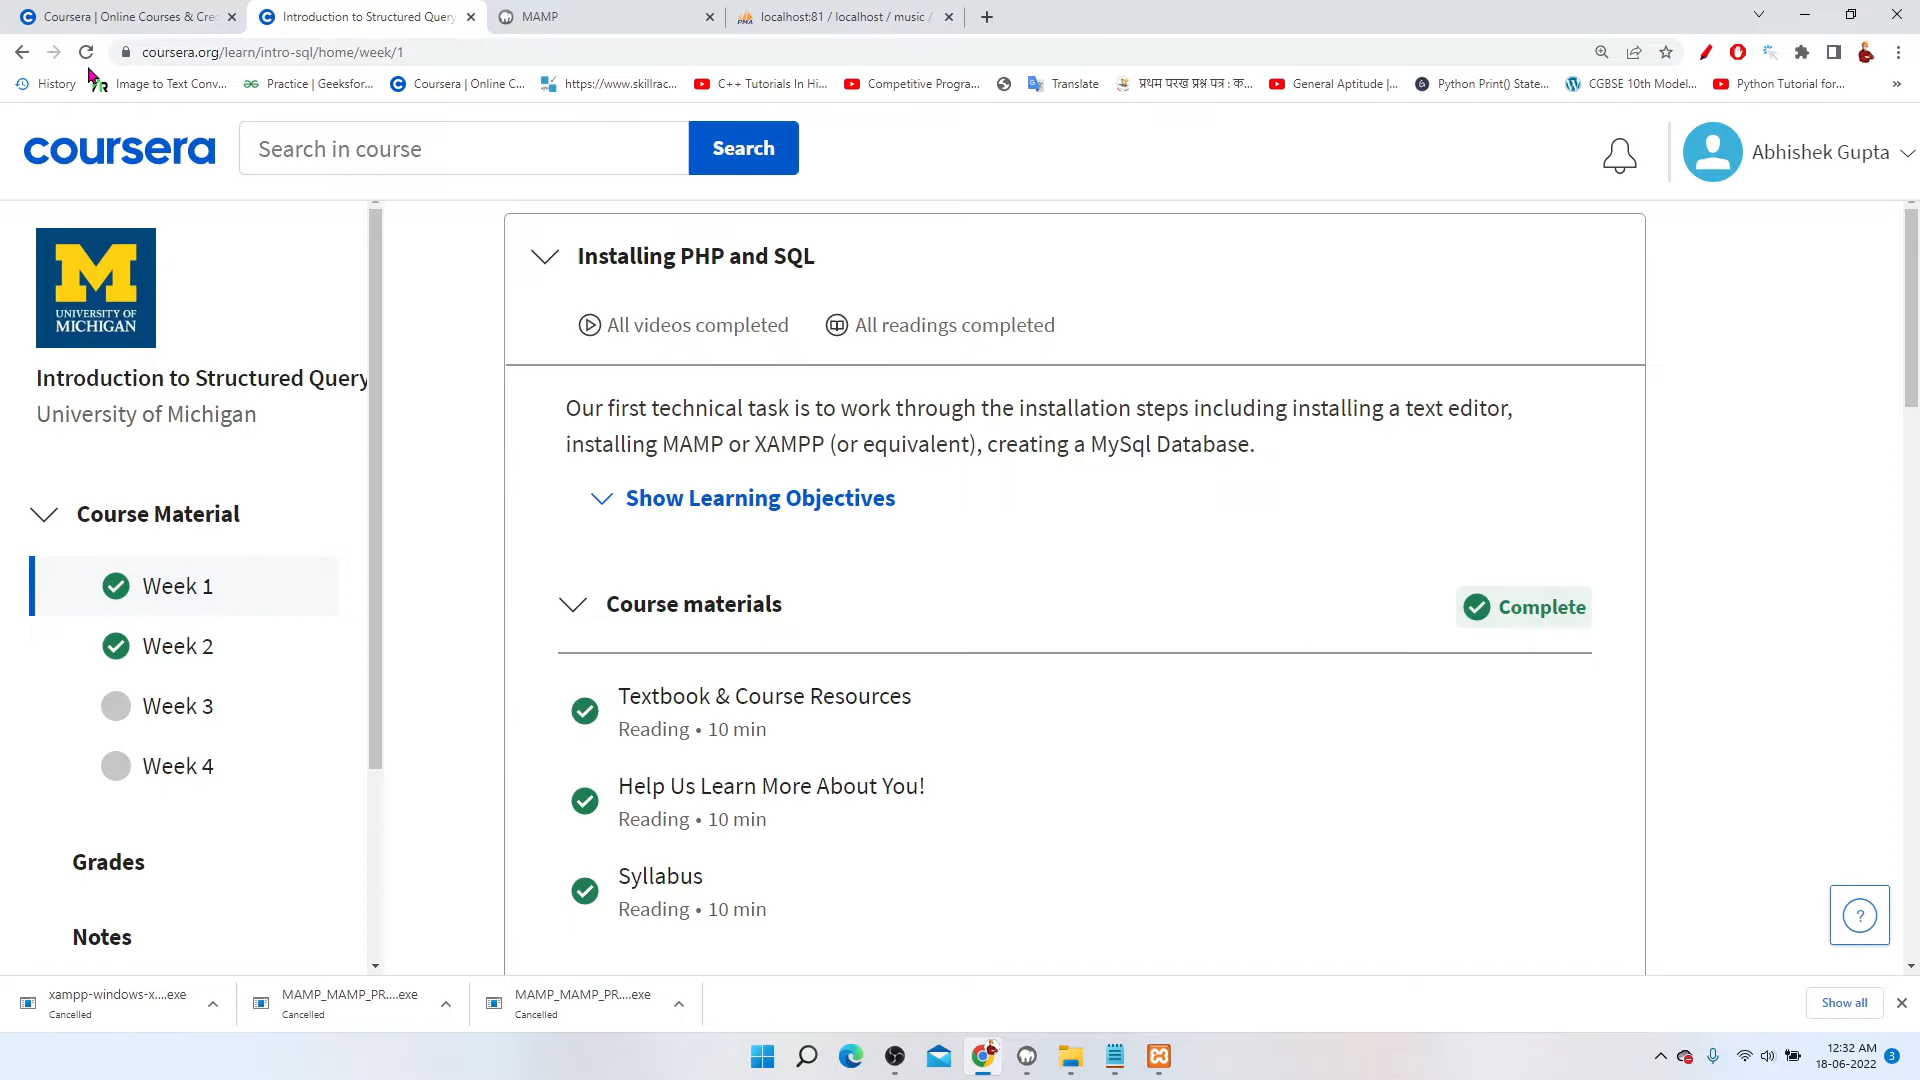 Coursera | Online Courses & Cre
Introduction to Structured Query
MAMP
localhost:81 / localhost / music /
coursera.org/learn/intro-sql/home/week/1
History
Image to Text Conv...
Practice | Geeksfor...
Coursera | Online C...
https://www.skillrac...
C++ Tutorials In Hi...
Competitive Progra...
Translate
प्रथम परख प्रश्न पत्र : क...
General Aptitude |...
Python Print() State...
CGBSE 10th Model...
Python Tutorial for...
»
coursera
Search in course
Search
Abhishek Gupta
M
UNIVERSITY OF
MICHIGAN
Introduction to Structured Query
University of Michigan
Course Material
Week 1
Week 2
Week 3
Week 4
Grades
Notes
Installing PHP and SQL
All videos completed
All readings completed
Our first technical task is to work through the installation steps including installing a text editor,
installing MAMP or XAMPP (or equivalent), creating a MySql Database.
Show Learning Objectives
Course materials
Complete
Textbook & Course Resources
Reading • 10 min
Help Us Learn More About You!
Reading • 10 min
Syllabus
Reading • 10 min
?
xampp-windows-x....exe
Cancelled
MAMP_MAMP_PR....exe
Cancelled
MAMP_MAMP_PR....exe
Cancelled
Show all
12:32 AM
18-06-2022
3